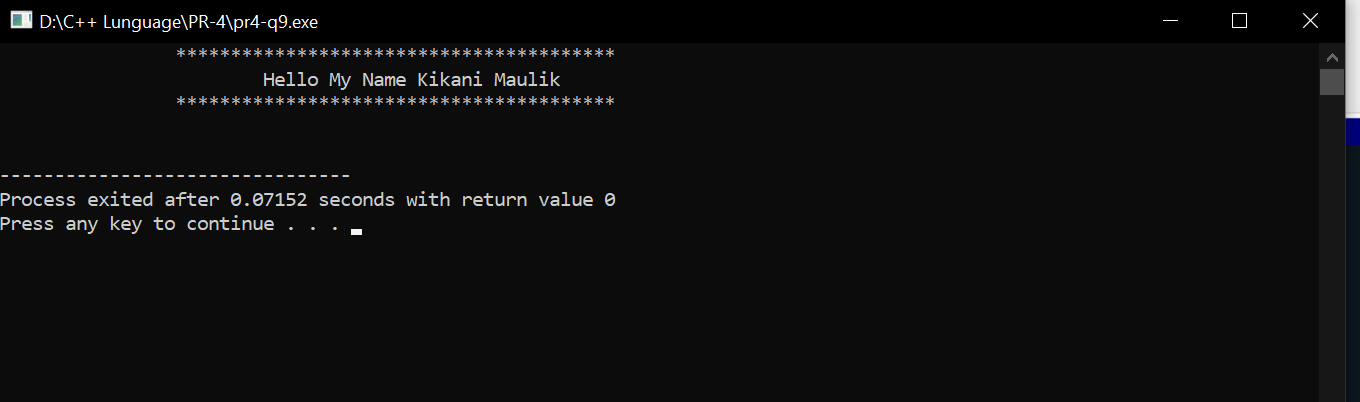 D:\C++ Lunguage\PR-4\pr4-q9.exe
****************************************
Hello My Name Kikani Maulik
****************************************
--------------------------------
Process exited after 0.07152 seconds with return value 0
Press any key to continue . . .